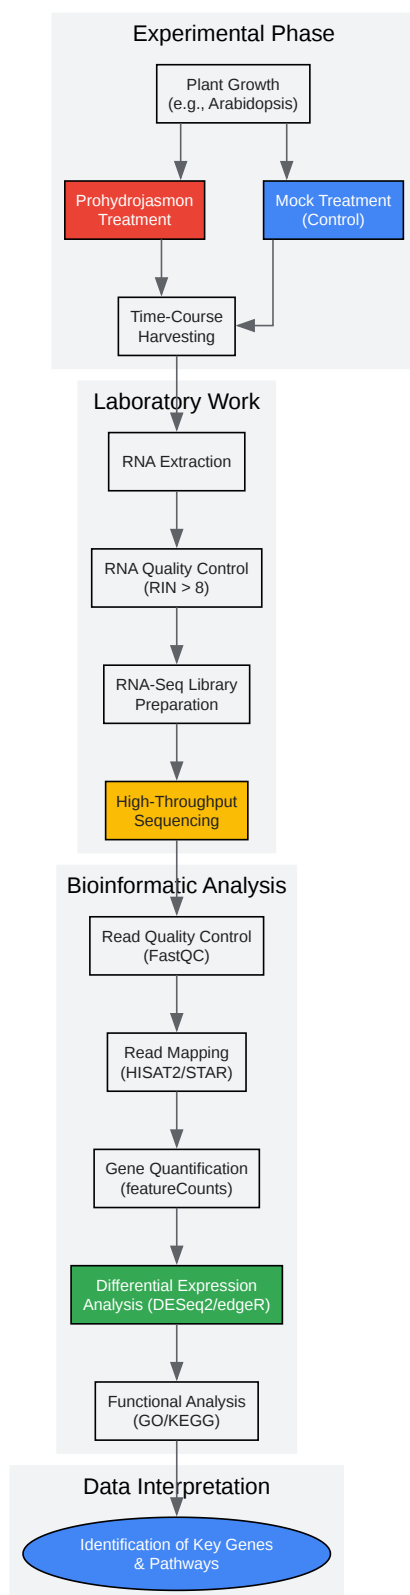 Experimental Phase
Plant Growth
(e.g., Arabidopsis)
Prohydrojasmon
Treatment
Mock Treatment
(Control)
Time-Course
Harvesting
Laboratory Work
RNA Extraction
RNA Quality Control
(RIN > 8)
RNA-Seq Library
Preparation
High-Throughput
Sequencing
Bioinformatic Analysis
Read Quality Control
(FastQC)
Read Mapping
(HISAT2/STAR)
Gene Quantification
(featureCounts)
Differential Expression
Analysis (DESeq2/edgeR)
Functional Analysis
(GO/KEGG)
Data Interpretation
Identification of Key Genes
& Pathways